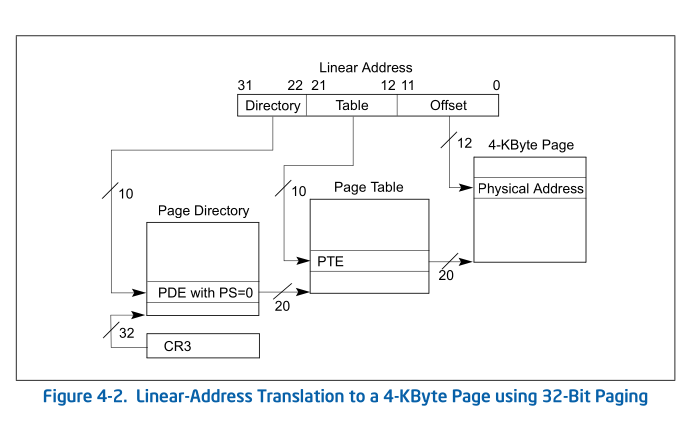 Linear Address
31 22 21 12 11 0
Directory Table Offset
12
4-KByte Page
10
10
Page Table
Physical Address
Page Directory
PTE
20
PDE with PS=0
20
32
CR3
Figure 4-2. Linear-Address Translation to a 4-KByte Page using 32-Bit Paging